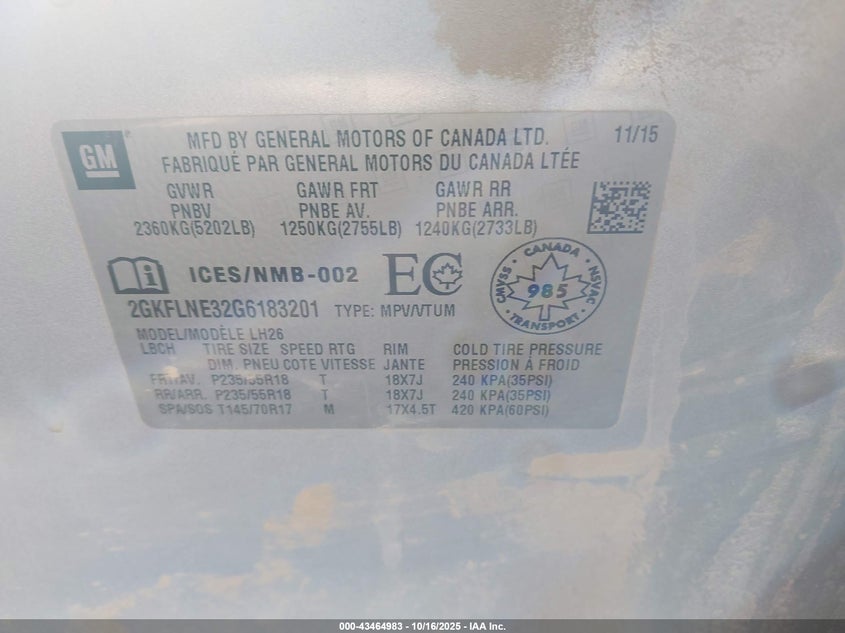 GM
MFD BY GENERAL MOTORS OF CANADA LTD. 11/15
FABRIQUÉ PAR GENERAL MOTORS DU CANADA LTÉE
GVWR GAWR FRT GAWR RR
PNBV PNBE AV. PNBE ARR.
2360KG(5202LB) 1250KG(2755LB) 1240KG(2733LB)
i ICES/NMB-002 EC CANADA CMVSS 985 NSVAC TRANSPORT
2GKFLNE32G6183201 TYPE: MPV/VTUM
MODEL/MODÈLE LH26
LBCH TIRE SIZE SPEED RTG RIM COLD TIRE PRESSURE
DIM. PNEU COTE VITESSE JANTE PRESSION À FROID
FRT/AV. P235/55R18 T 18X7J 240 KPA(35PSI)
RR/ARR. P235/55R18 T 18X7J 240 KPA(35PSI)
SPA/SOS T145/70R17 M 17X4.5T 420 KPA(60PSI)
000-43464983 - 10/16/2025 - IAA Inc.